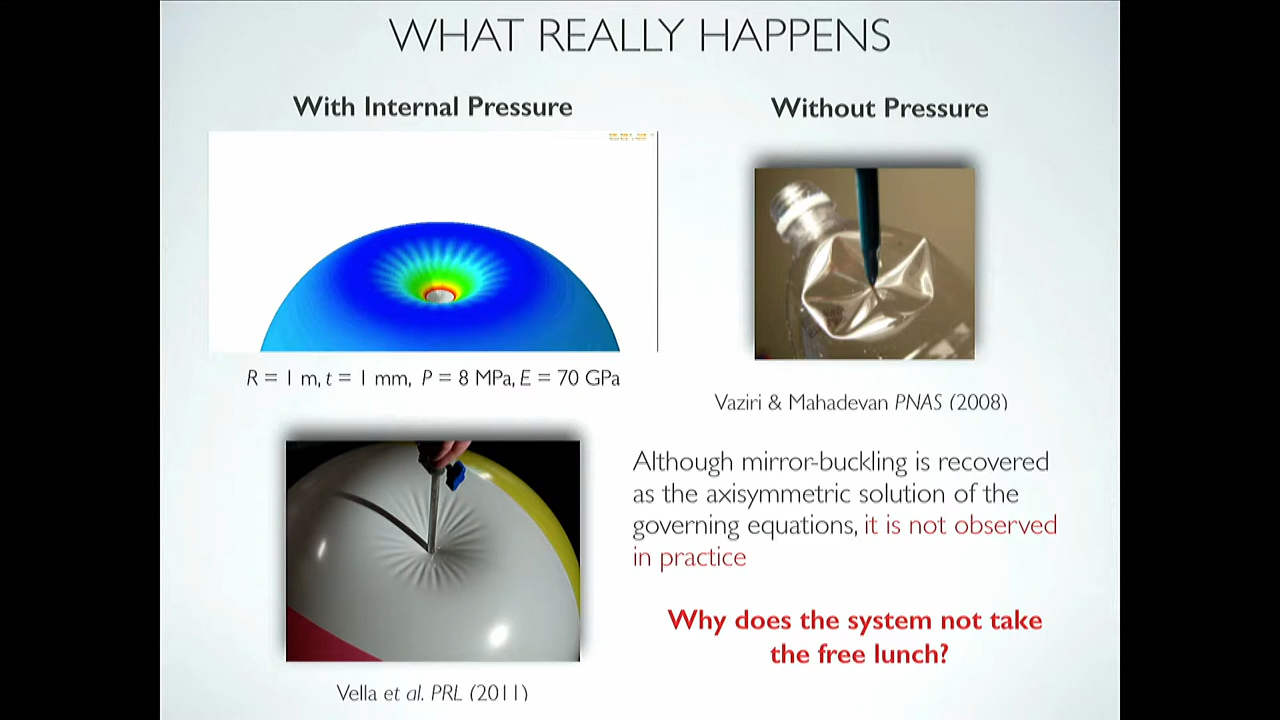 WHAT REALLY HAPPENS
With Internal Pressure
Without Pressure
R = 1 m, t = 1 mm, P = 8 MPa, E = 70 GPa
Vaziri & Mahadevan PNAS (2008)
Although mirror-buckling is recovered
as the axisymmetric solution of the
governing equations, it is not observed
in practice
Why does the system not take
the free lunch?
Vella et al. PRL (2011)